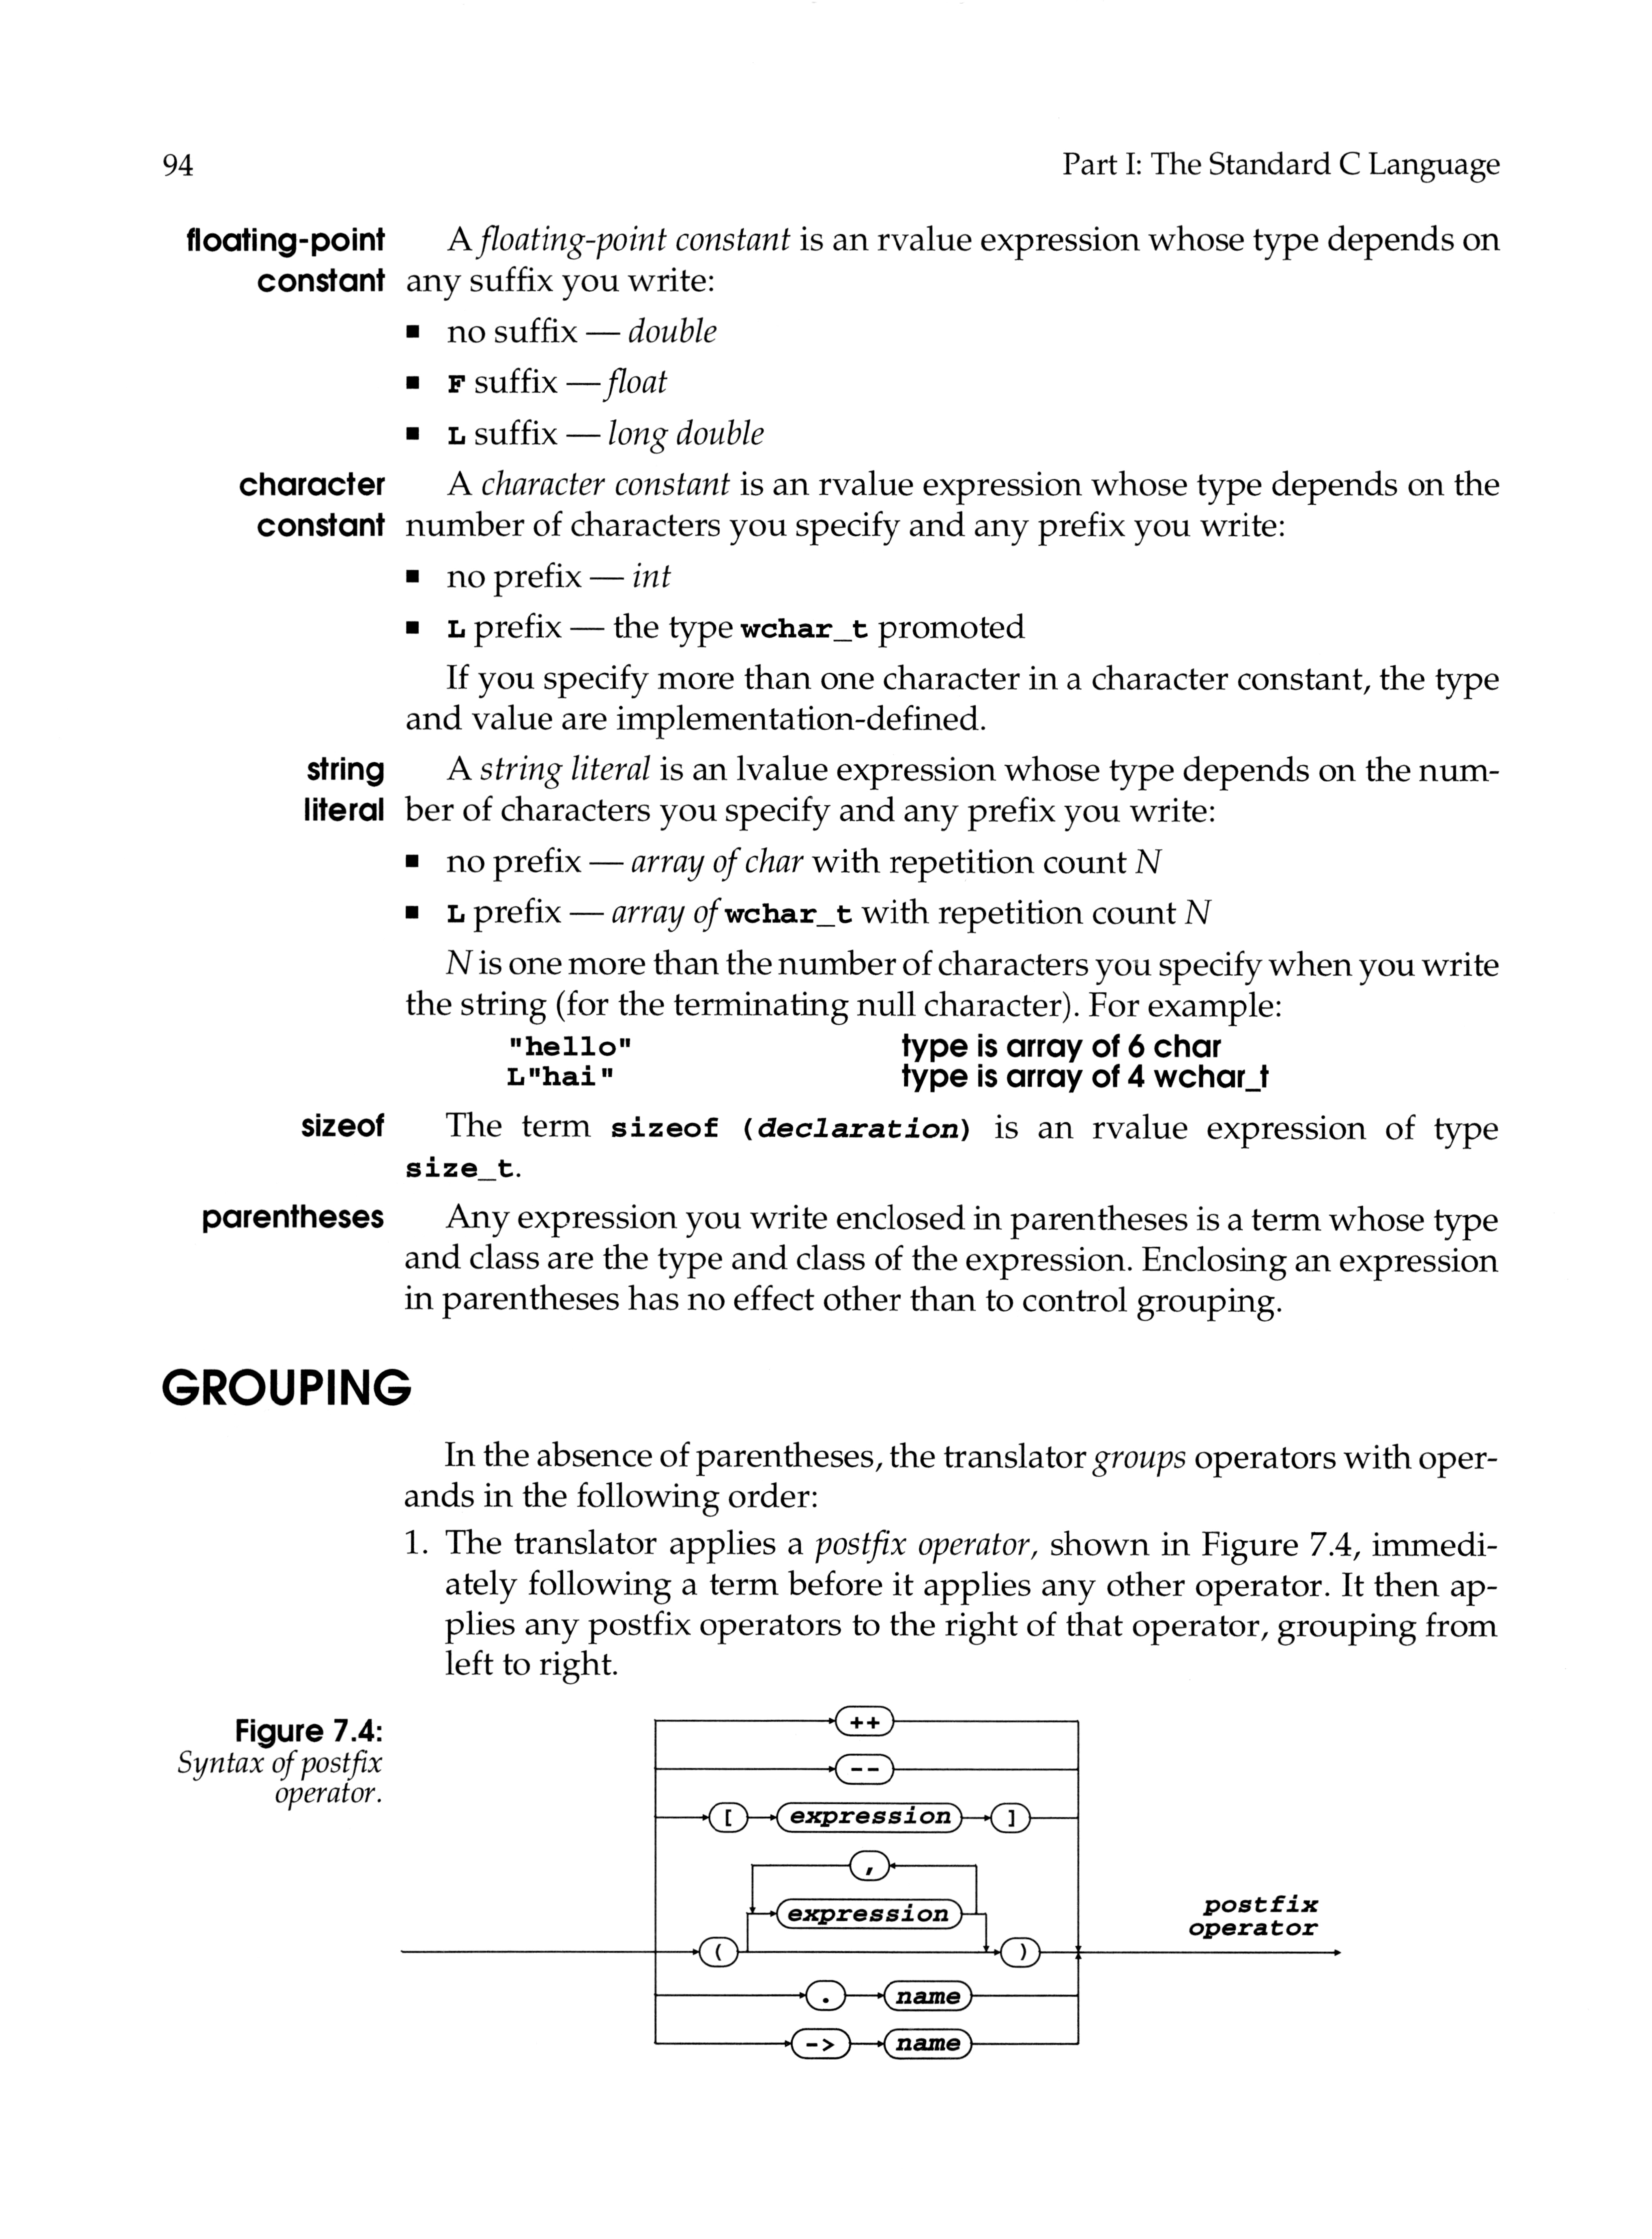 94 Part I: The Standard C Language
floating-point A floating-point constant is an rvalue expression whose type depends on
constant any suffix you write:
■ no suffix — double
■ F suffix — float
■ L suffix — long double
character A character constant is an rvalue expression whose type depends on the
constant number of characters you specify and any prefix you write:
■ no prefix — int
■ L prefix — the type wchar_t promoted
If you specify more than one character in a character constant, the type
and value are implementation-defined.
string A string literal is an lvalue expression whose type depends on the num-
literal ber of characters you specify and any prefix you write:
■ no prefix — array of char with repetition count N
■ L prefix — array of wchar_t with repetition count N
N is one more than the number of characters you specify when you write
the string (for the terminating null character). For example:
"hello" type is array of 6 char
L"hai" type is array of 4 wchar_t
sizeof The term sizeof (declaration) is an rvalue expression of type
size_t.
parentheses Any expression you write enclosed in parentheses is a term whose type
and class are the type and class of the expression. Enclosing an expression
in parentheses has no effect other than to control grouping.
GROUPING
In the absence of parentheses, the translator groups operators with oper-
ands in the following order:
1. The translator applies a postfix operator, shown in Figure 7.4, immedi-
ately following a term before it applies any other operator. It then ap-
plies any postfix operators to the right of that operator, grouping from
left to right.
Figure 7.4:
Syntax of postfix
operator.
++
--
[ expression ]
,
expression
( )
postfix
operator
. name
-> name